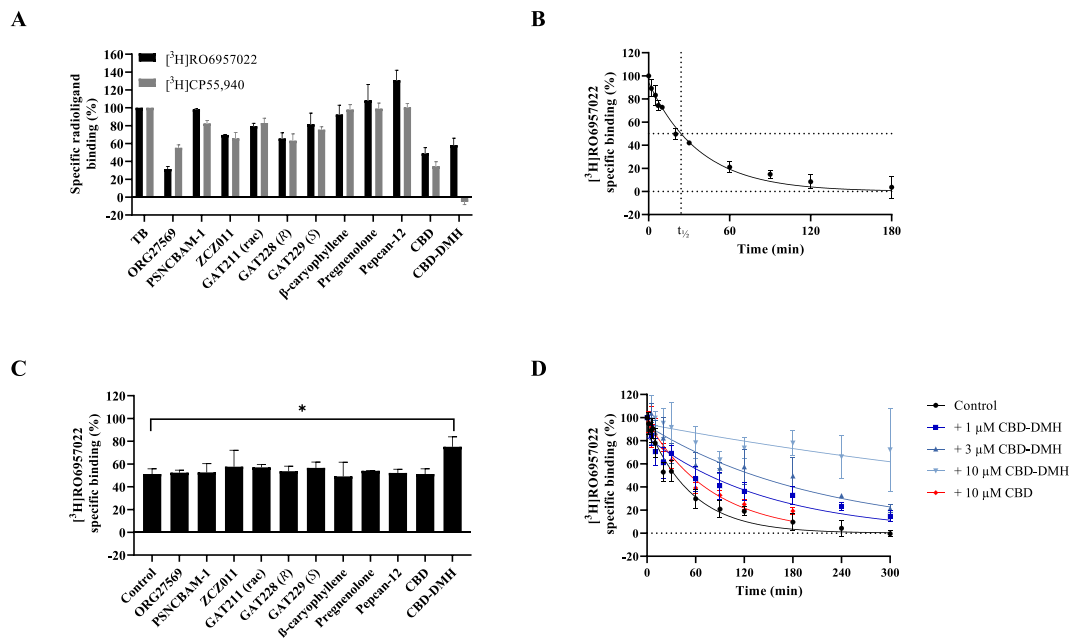 A
Specific radioligand
binding (%)
160
140
120
100
80
60
40
20
0
-20
[³H]RO6957022
[³H]CP55,940
TB
ORG27569
PSNCBAM-1
ZCZ011
GAT211 (rac)
GAT228 (R)
GAT229 (S)
β-caryophyllene
Pregnenolone
Pepcan-12
CBD
CBD-DMH
B
[³H]RO6957022
specific binding (%)
120
100
80
60
40
20
0
-20
0
t½
60
120
180
Time (min)
C
[³H]RO6957022
specific binding (%)
120
100
80
60
40
20
0
-20
*
Control
ORG27569
PSNCBAM-1
ZCZ011
GAT211 (rac)
GAT228 (R)
GAT229 (S)
β-caryophyllene
Pregnenolone
Pepcan-12
CBD
CBD-DMH
D
[³H]RO6957022
specific binding (%)
120
100
80
60
40
20
0
-20
0
60
120
180
240
300
Time (min)
Control
+ 1 µM CBD-DMH
+ 3 µM CBD-DMH
+ 10 µM CBD-DMH
+ 10 µM CBD